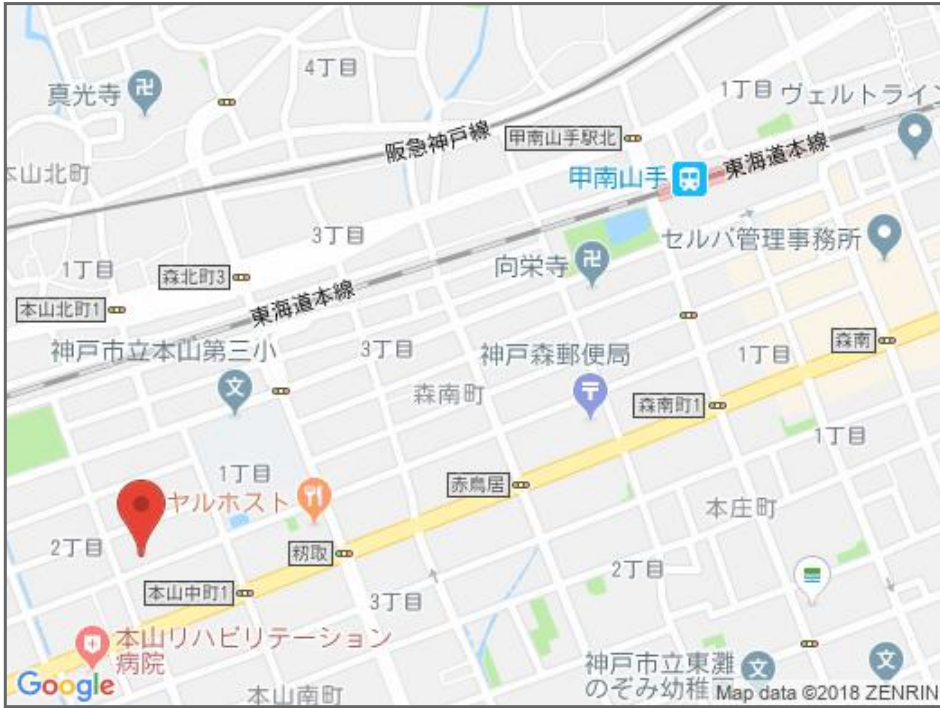 4丁目
1丁目
ヴェルトライン
真光寺
阪急神戸線
甲南山手駅北
東海道本線
本山北町
甲南山手
3丁目
セルバ管理事務所
向栄寺
1丁目
森北町3
本山北町1
東海道本線
神戸市立本山第三小
3丁目
神戸森郵便局
1丁目
森南
森南町
森南町1
1丁目
1丁目
赤鳥居
ヤルホスト
本庄町
2丁目
籾取
2丁目
本山中町1
3丁目
本山リハビリテーション
病院
神戸市立東灘
のぞみ幼稚園
本山南町
Google
Map data ©2018 ZENRIN